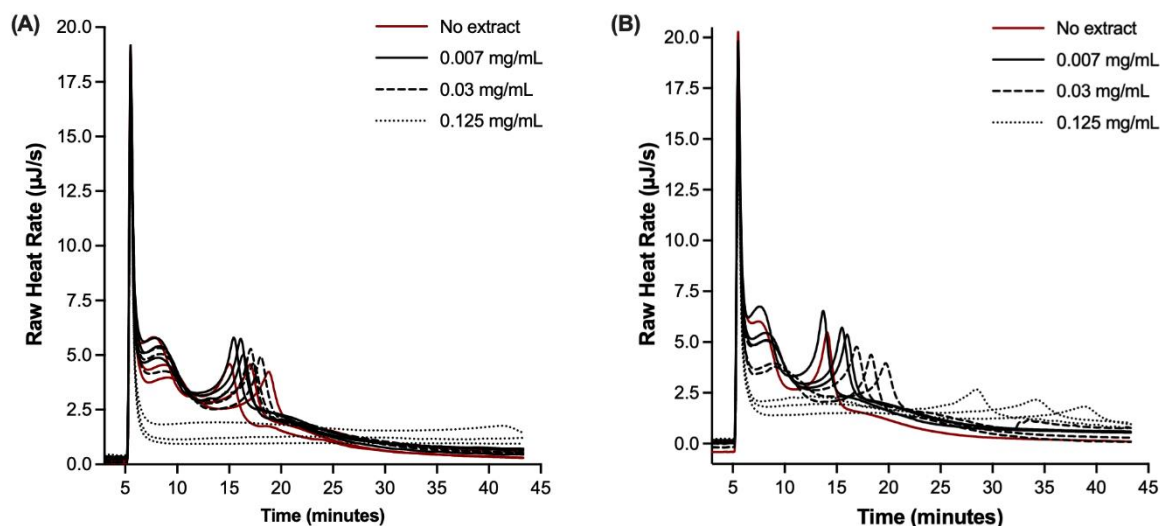 (A)
20.0
17.5
15.0
12.5
10.0
7.5
5.0
2.5
0.0
Raw Heat Rate (µJ/s)
5 10 15 20 25 30 35 40 45
Time (minutes)
No extract
0.007 mg/mL
0.03 mg/mL
0.125 mg/mL
(B)
20.0
17.5
15.0
12.5
10.0
7.5
5.0
2.5
0.0
Raw Heat Rate (µJ/s)
5 10 15 20 25 30 35 40 45
Time (minutes)
No extract
0.007 mg/mL
0.03 mg/mL
0.125 mg/mL